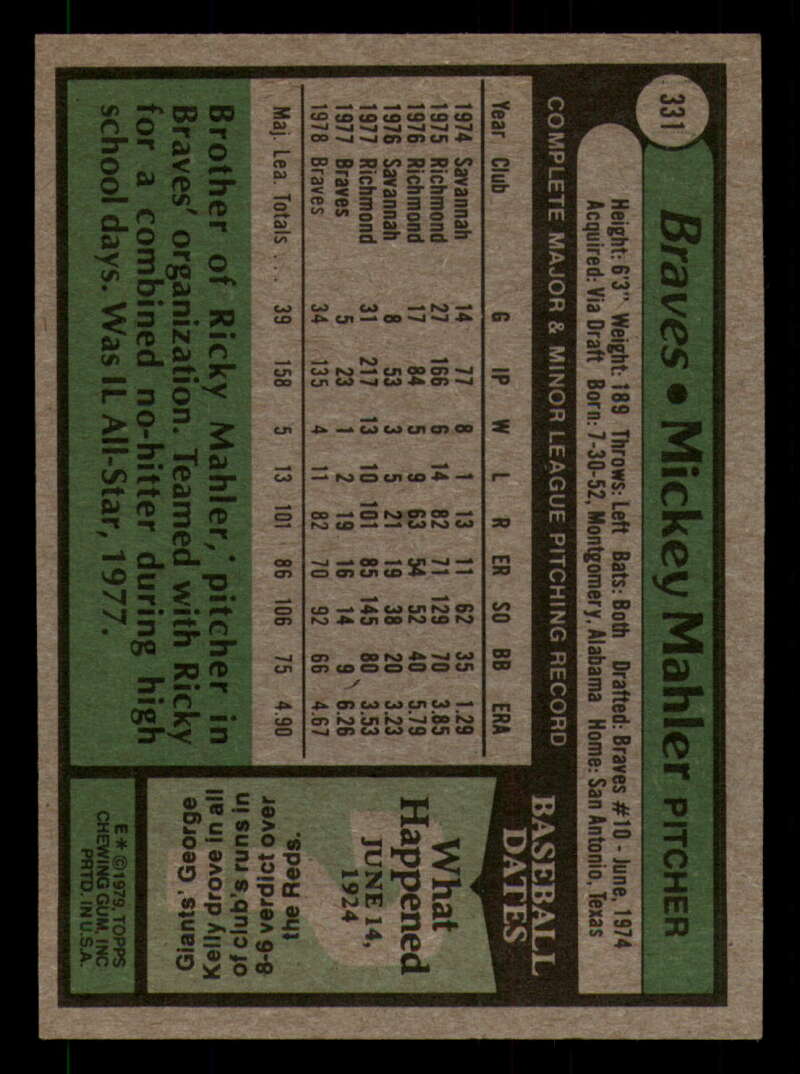 331
Braves • Mickey Mahler PITCHER
Height: 6'3" Weight: 189 Throws: Left Bats: Both Drafted: Braves #10 - June, 1974
Acquired: Via Draft Born: 7-30-52, Montgomery, Alabama Home: San Antonio, Texas
COMPLETE MAJOR & MINOR LEAGUE PITCHING RECORD
Year Club G IP W L R ER SO BB ERA
1974 Savannah 14 77 8 1 13 11 62 35 1.29
1975 Richmond 27 166 6 14 82 71 129 70 3.85
1976 Richmond 17 84 5 9 63 54 52 40 5.79
1976 Savannah 8 53 3 5 21 19 38 20 3.23
1977 Richmond 31 217 13 10 101 85 145 80 3.53
1977 Braves 5 23 1 2 19 16 14 9 6.26
1978 Braves 34 135 4 11 82 70 92 66 4.67
Maj. Lea. Totals . . . 39 158 5 13 101 86 106 75 4.90
Brother of Ricky Mahler, pitcher in
Braves' organization. Teamed with Ricky
for a combined no-hitter during high
school days. Was IL All-Star, 1977.
BASEBALL
DATES
What
Happened
JUNE 14,
1924
Giants' George
Kelly drove in all
of club's runs in
8-6 verdict over
the Reds.
E * © 1979, TOPPS
CHEWING GUM, INC
PRTD. IN U.S.A.